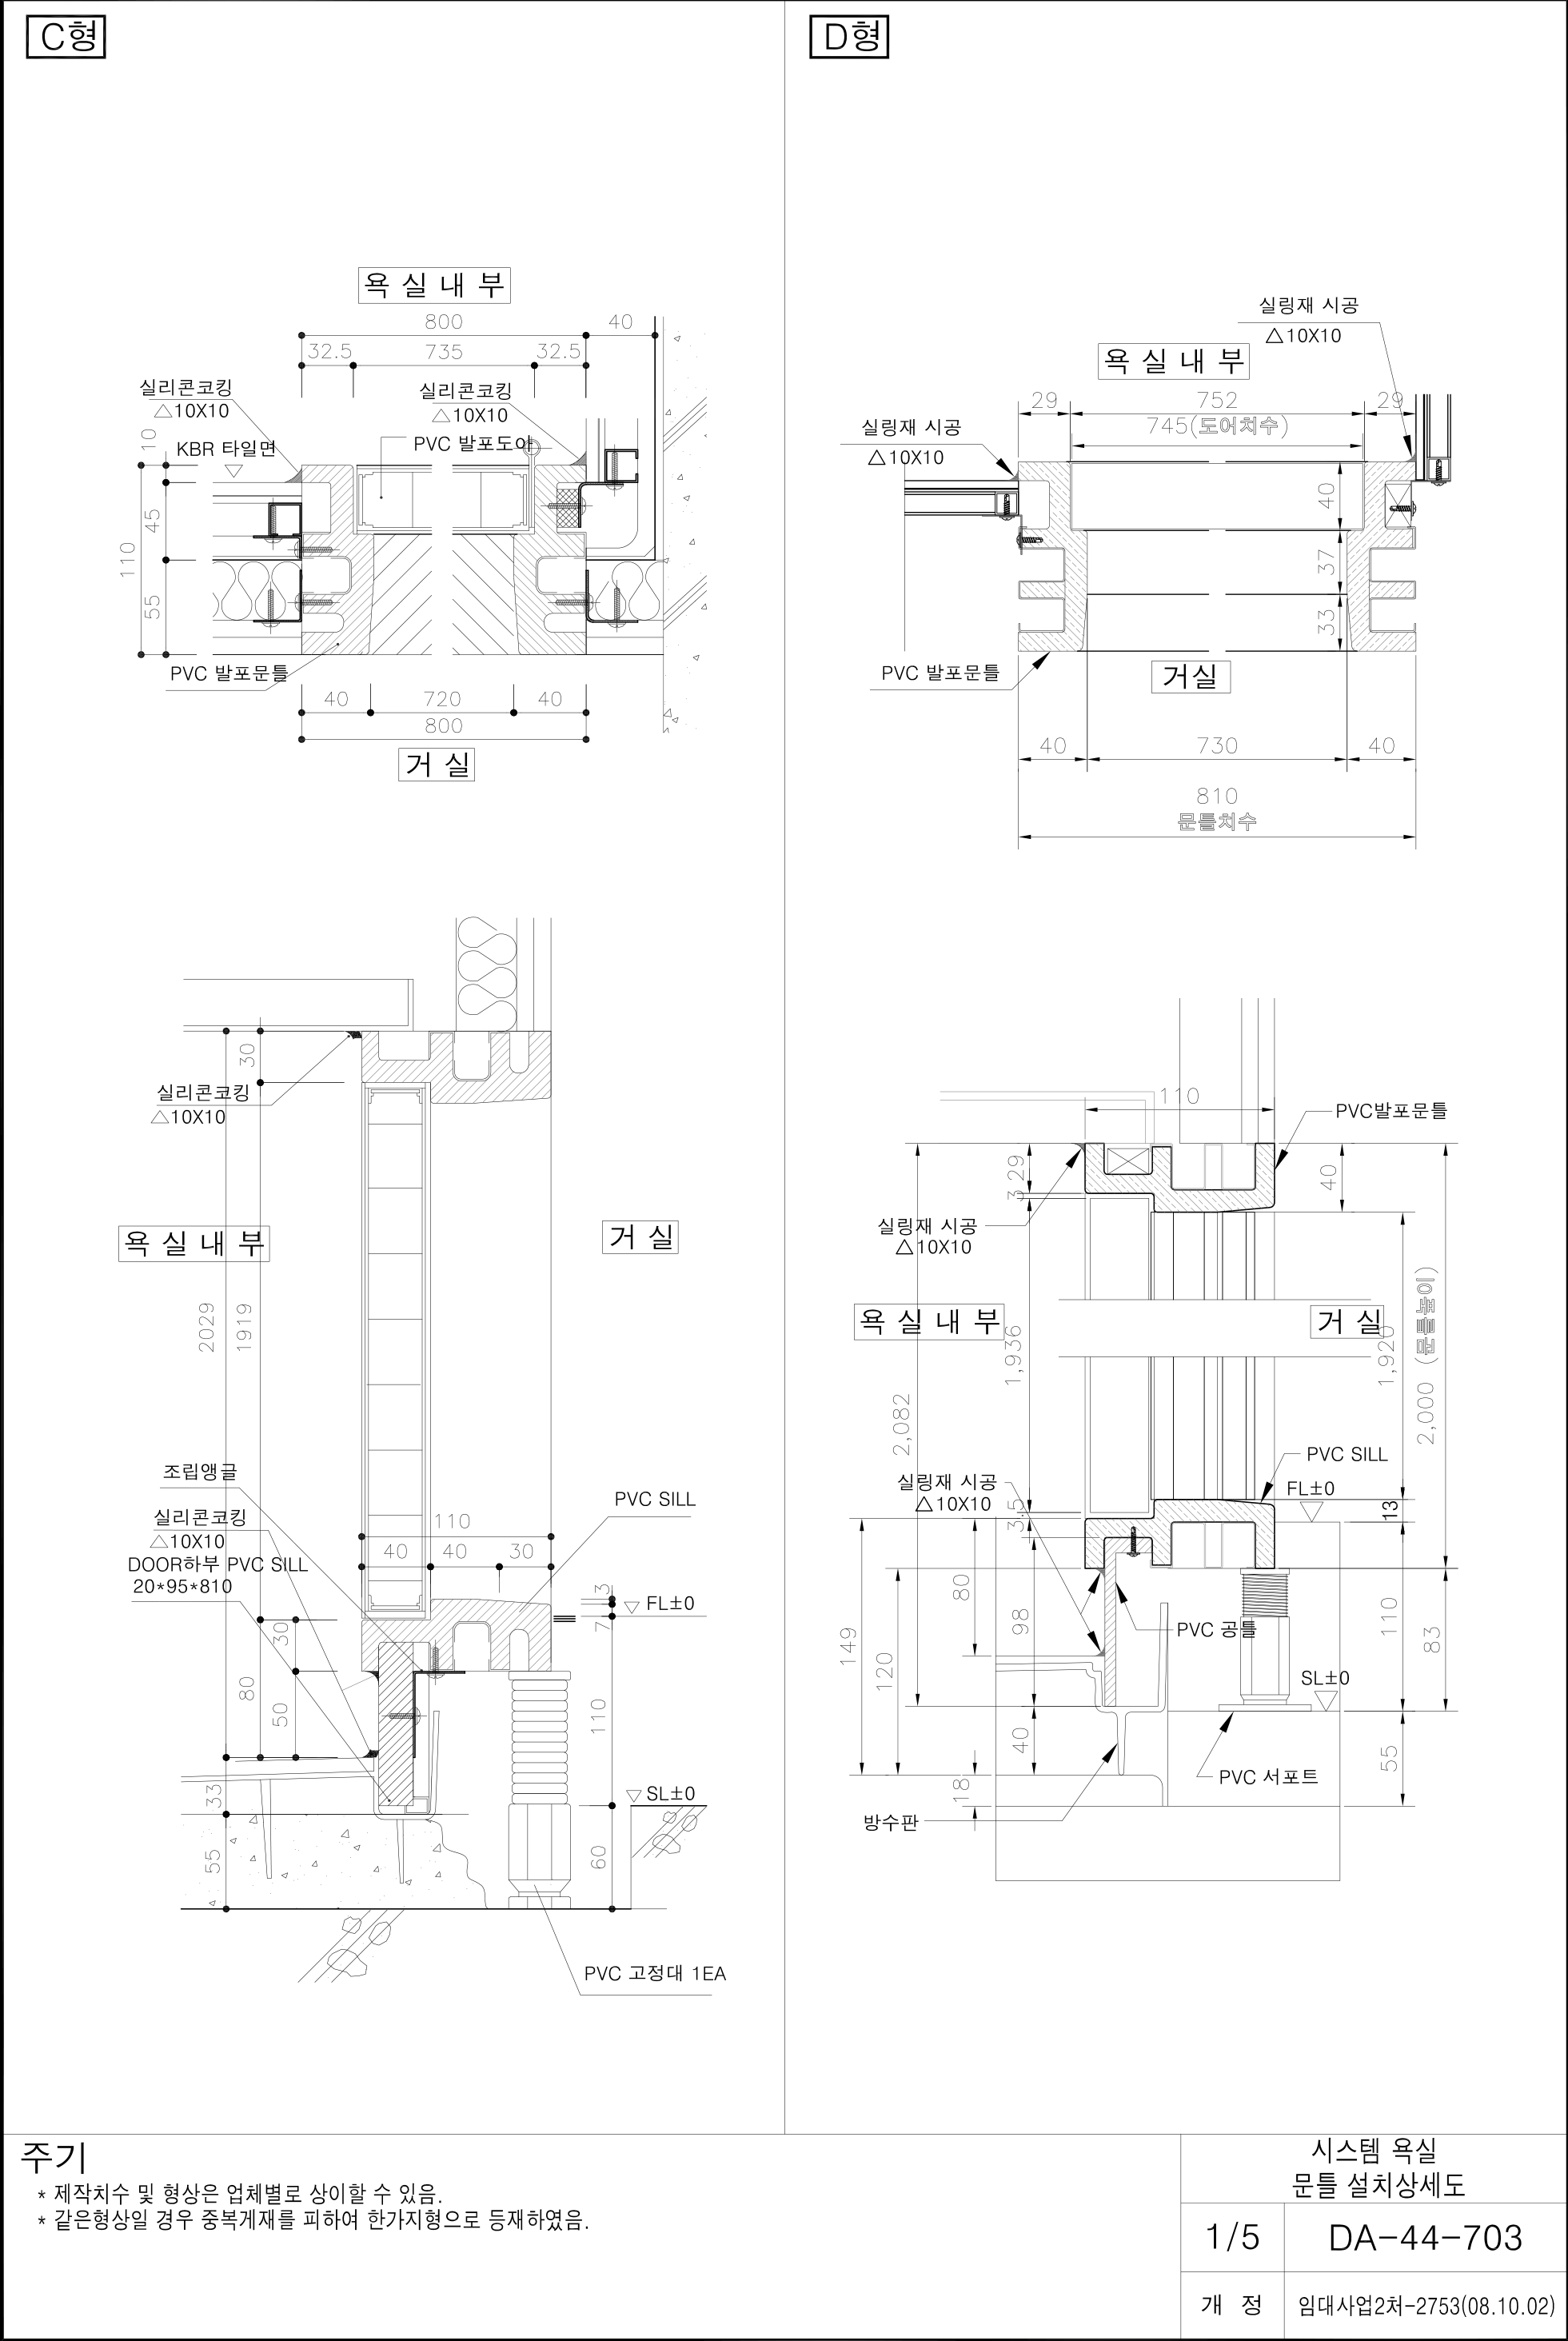 C형
욕 실 내 부
800
40
32.5
735
32.5
실리콘코킹
△10X10
실리콘코킹
△10X10
KBR 타일면
PVC 발포도어
10
45
110
55
PVC 발포문틀
40
720
40
800
거 실
30
실리콘코킹
△10X10
욕 실 내 부
거 실
2029
1919
조립앵글
실리콘코킹
△10X10
DOOR하부 PVC SILL
20*95*810
PVC SILL
110
40
40
30
3
FL±0
7
30
80
50
110
SL±0
33
55
60
PVC 고정대 1EA
D형
실링재 시공
△10X10
욕 실 내 부
29
752
29
745(도어치수)
실링재 시공
△10X10
40
37
33
PVC 발포문틀
거실
40
730
40
810
문틀치수
110
PVC발포문틀
29
3
40
실링재 시공
△10X10
욕 실 내 부
거 실
1,936
1,920
2,000 (문틀높이)
2,082
PVC SILL
실링재 시공
△10X10
FL±0
3.5
13
80
98
149
120
PVC 공틀
110
83
SL±0
40
55
18
PVC 서포트
방수판
주기
* 제작치수 및 형상은 업체별로 상이할 수 있음.
* 같은형상일 경우 중복게재를 피하여 한가지형으로 등재하였음.
시스템 욕실
문틀 설치상세도
1/5
DA-44-703
개 정
임대사업2처-2753(08.10.02)